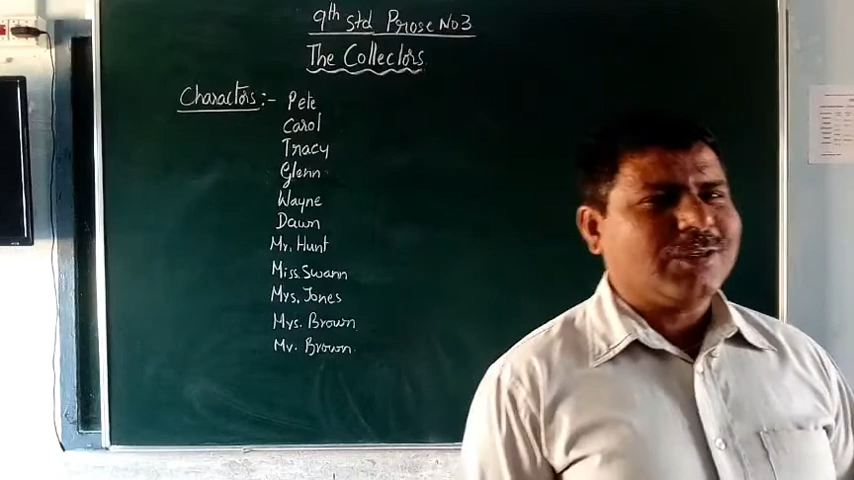 9th Std Prose No3
The Collectors
Charactors :- Pete
Carol
Tracy
Glenn
Wayne
Dawn
Mr. Hunt
Miss. Swann
Mrs. Jones
Mrs. Brown
Mr. Brown